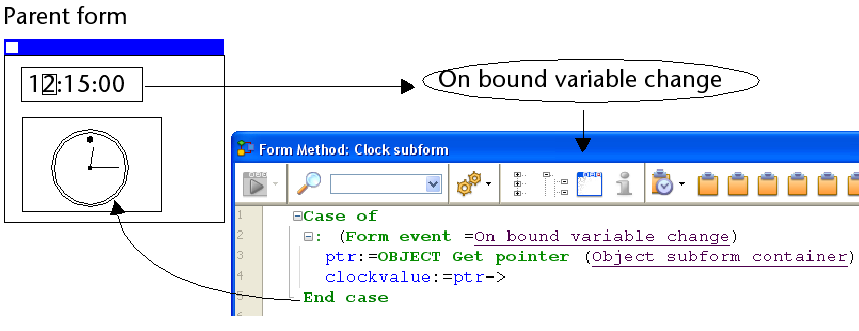 Parent form
12:15:00
On bound variable change
Form Method: Clock subform
1 Case of
2 : (Form event =On bound variable change)
3 ptr:=OBJECT Get pointer (Object subform container)
4 clockvalue:=ptr->
5 End case